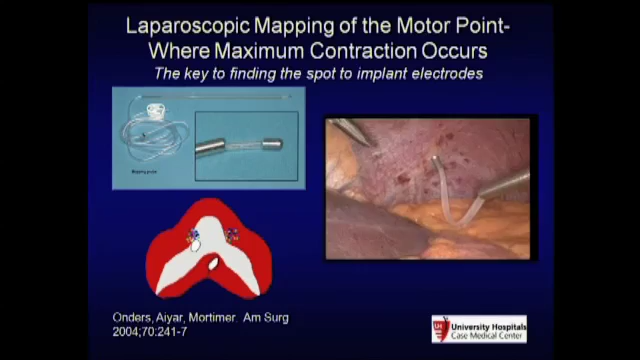 Laparoscopic Mapping of the Motor Point-
Where Maximum Contraction Occurs
The key to finding the spot to implant electrodes
Onders, Aiyar, Mortimer. Am Surg
2004;70:241-7
UH
University Hospitals
Case Medical Center